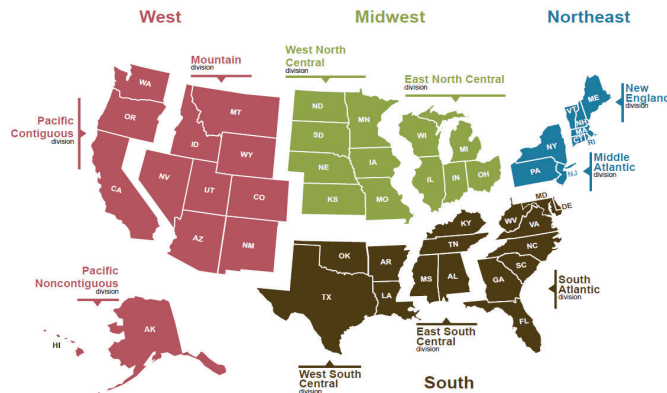 West
Midwest
Northeast
Mountain
division
West North
Central
division
East North Central
division
New
England
division
Pacific
Contiguous
division
Middle
Atlantic
division
WA
OR
CA
MT
ID
WY
NV
UT
CO
AZ
NM
ND
SD
NE
KS
MN
IA
MO
WI
MI
IL
IN
OH
ME
VT
NH
MA
CT
RI
NY
PA
NJ
MD
DE
WV
VA
KY
TN
NC
SC
OK
AR
TX
LA
MS
AL
GA
FL
Pacific
Noncontiguous
division
AK
HI
South
Atlantic
division
East South
Central
division
West South
Central
division
South